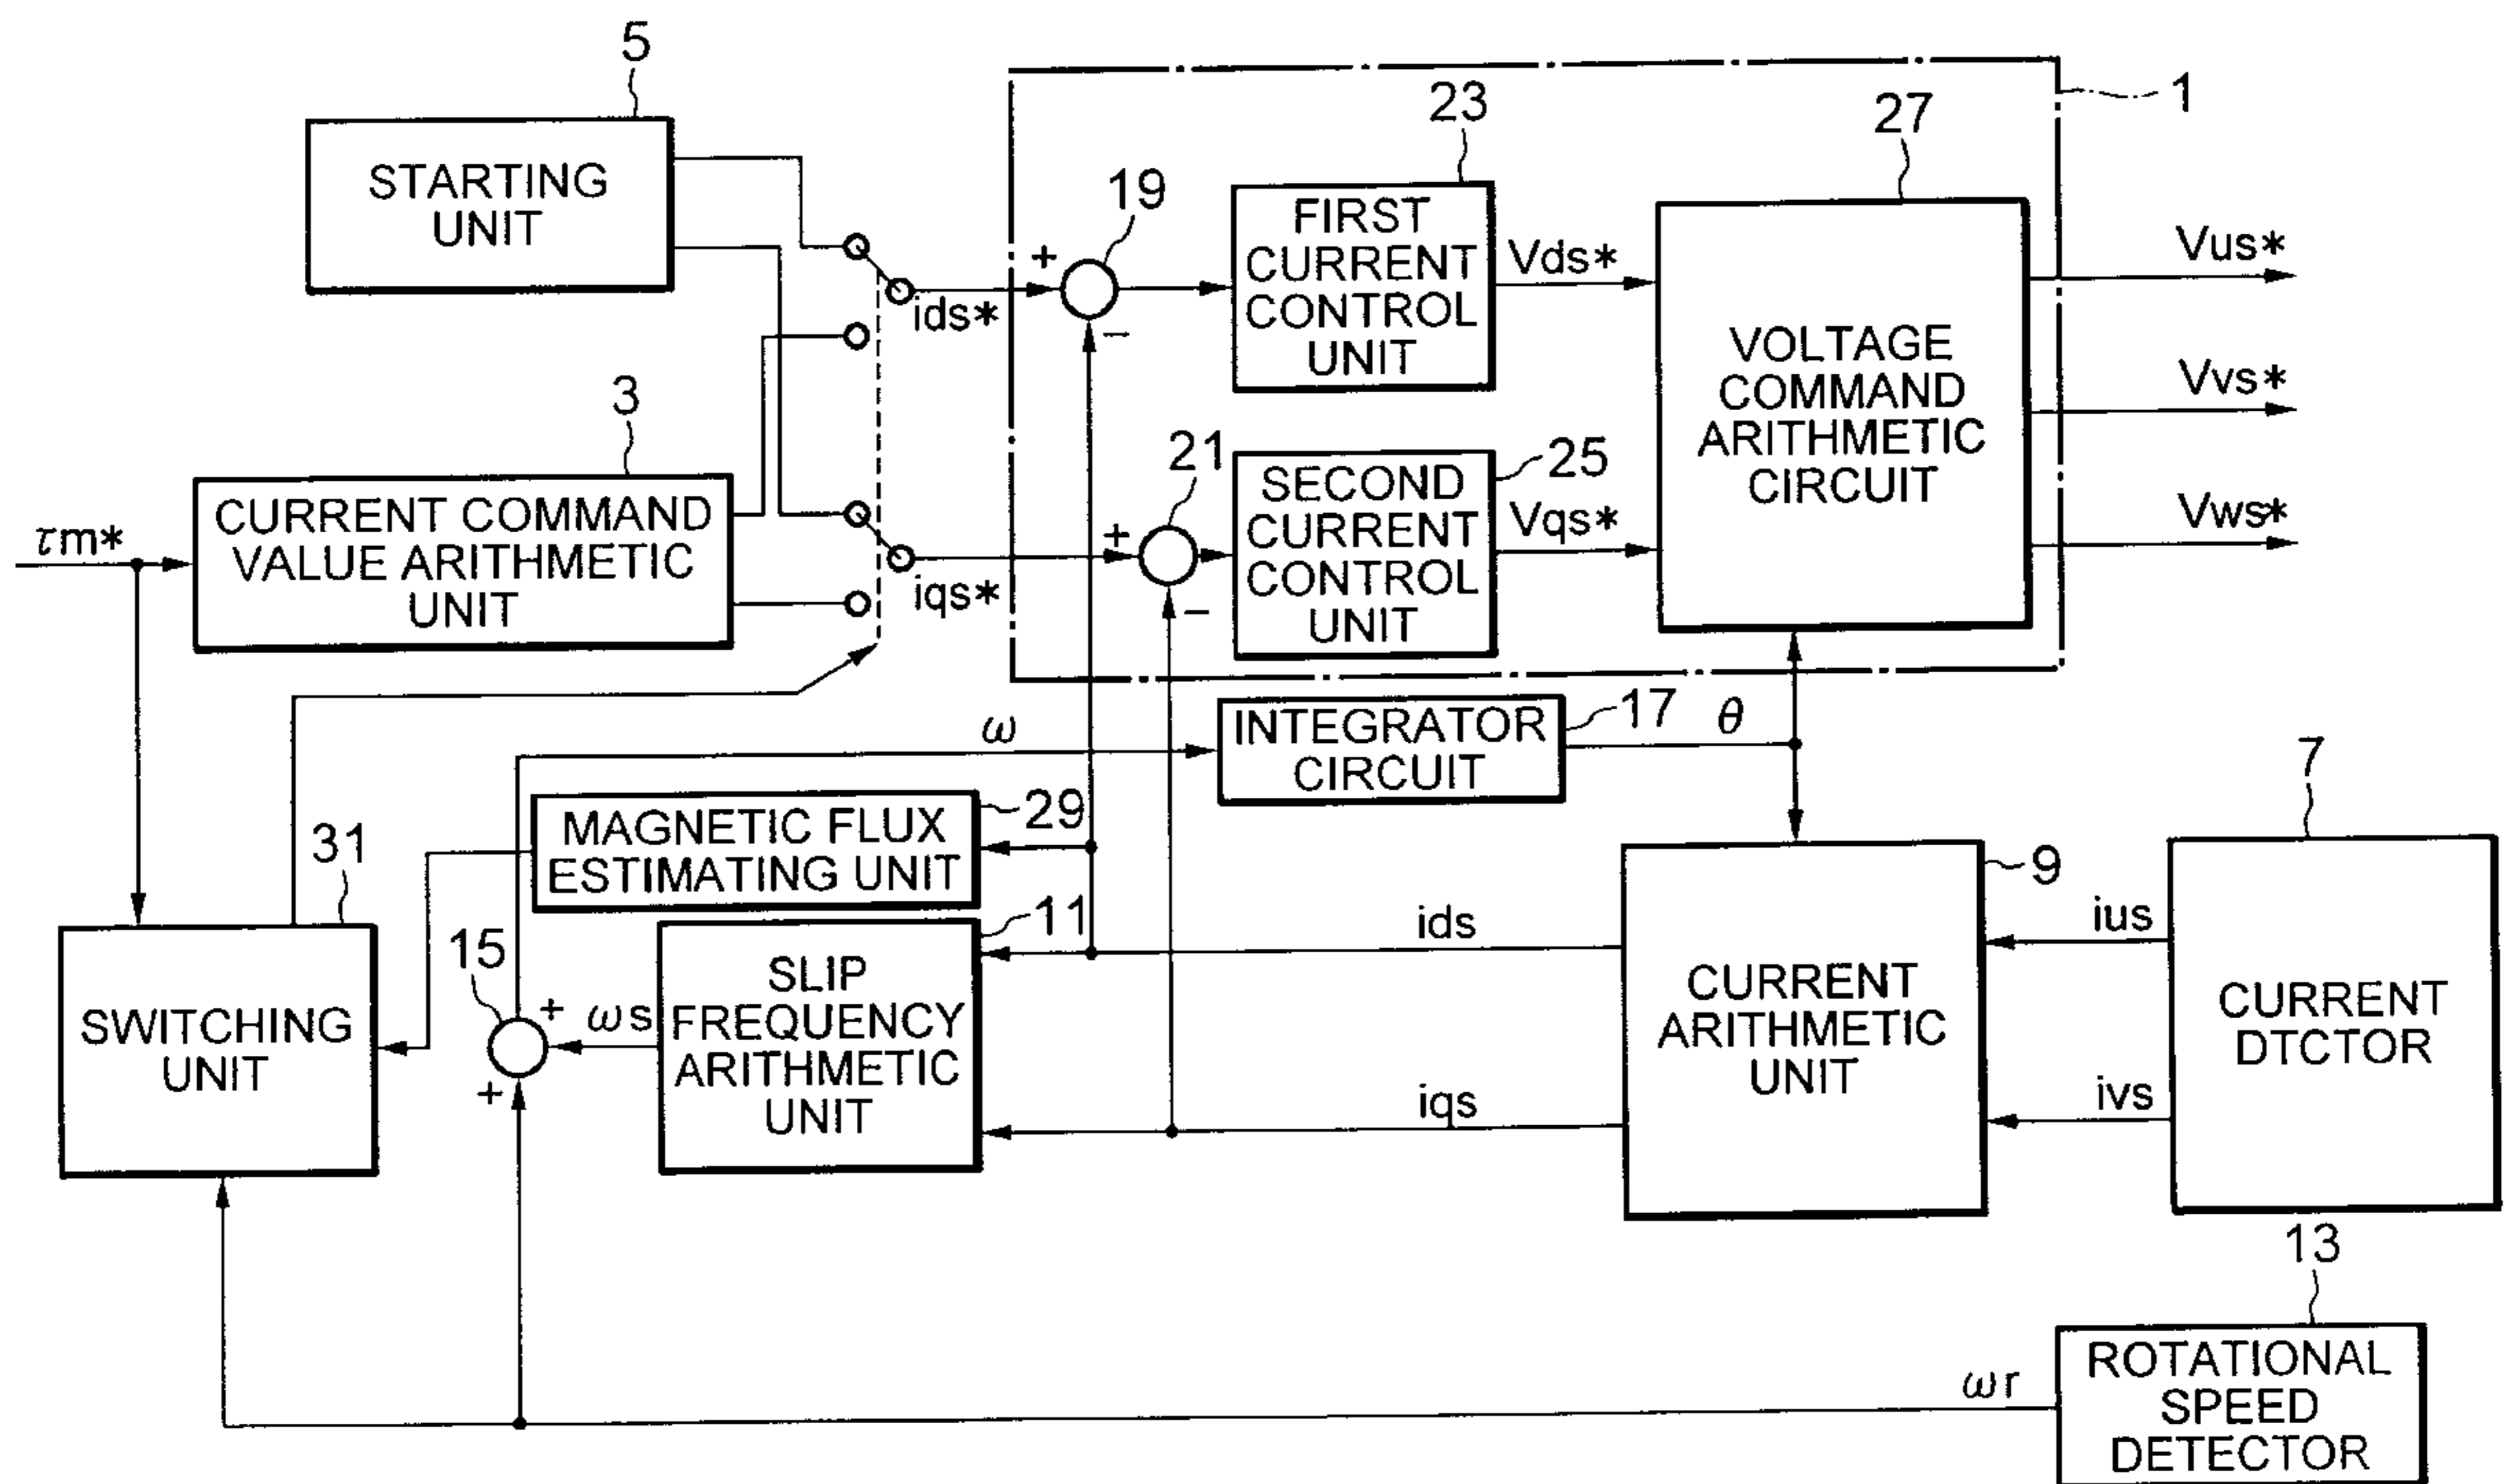 5
STARTING
UNIT
1
23
27
19
FIRST
CURRENT
CONTROL
UNIT
+
−
ids*
Vds*
VOLTAGE
COMMAND
ARITHMETIC
CIRCUIT
Vus*
Vvs*
Vws*
3
CURRENT COMMAND
VALUE ARITHMETIC
UNIT
τm*
iqs*
21
+
−
SECOND
CURRENT
CONTROL
UNIT
25
Vqs*
ω
INTEGRATOR
CIRCUIT
17
θ
7
MAGNETIC FLUX
ESTIMATING UNIT
29
31
SWITCHING
UNIT
15
+
+
ωs
SLIP
FREQUENCY
ARITHMETIC
UNIT
11
ids
iqs
CURRENT
ARITHMETIC
UNIT
9
ius
ivs
CURRENT
DTCTOR
13
ωr
ROTATIONAL
SPEED
DETECTOR